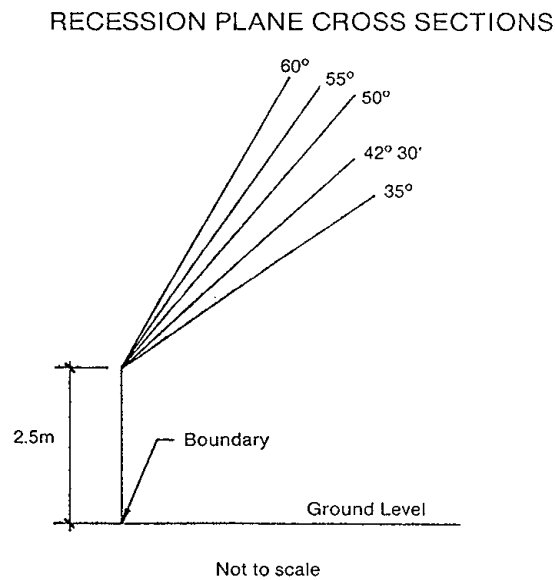 RECESSION PLANE CROSS SECTIONS
60°
55°
50°
42° 30'
35°
2.5m
Boundary
Ground Level
Not to scale